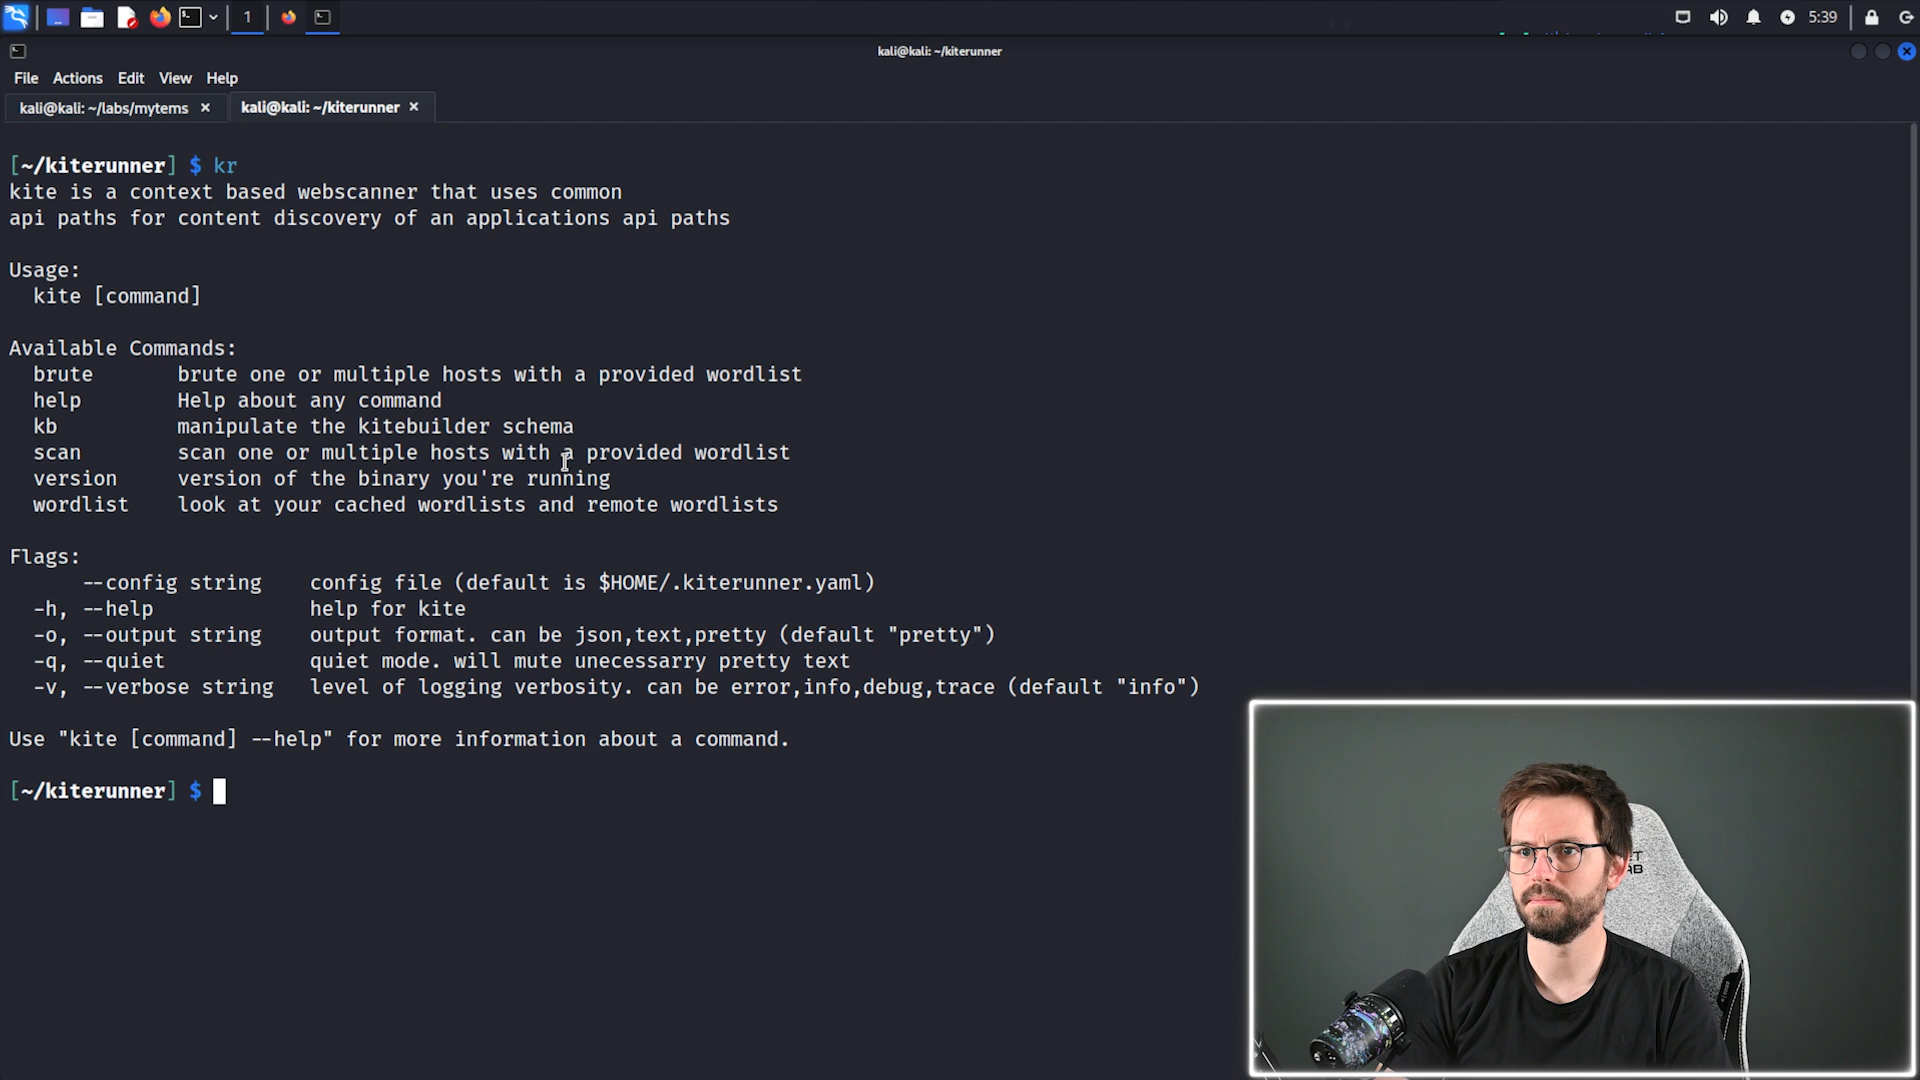 1
5:39
kali@kali: ~/kiterunner
File Actions Edit View Help
kali@kali: ~/labs/mytems
kali@kali: ~/kiterunner
[~/kiterunner] $ kr
kite is a context based webscanner that uses common
api paths for content discovery of an applications api paths
Usage:
kite [command]
Available Commands:
brute brute one or multiple hosts with a provided wordlist
help Help about any command
kb manipulate the kitebuilder schema
scan scan one or multiple hosts with a provided wordlist
version version of the binary you're running
wordlist look at your cached wordlists and remote wordlists
Flags:
--config string config file (default is $HOME/.kiterunner.yaml)
-h, --help help for kite
-o, --output string output format. can be json,text,pretty (default "pretty")
-q, --quiet quiet mode. will mute unecessarry pretty text
-v, --verbose string level of logging verbosity. can be error,info,debug,trace (default "info")
Use "kite [command] --help" for more information about a command.
[~/kiterunner] $